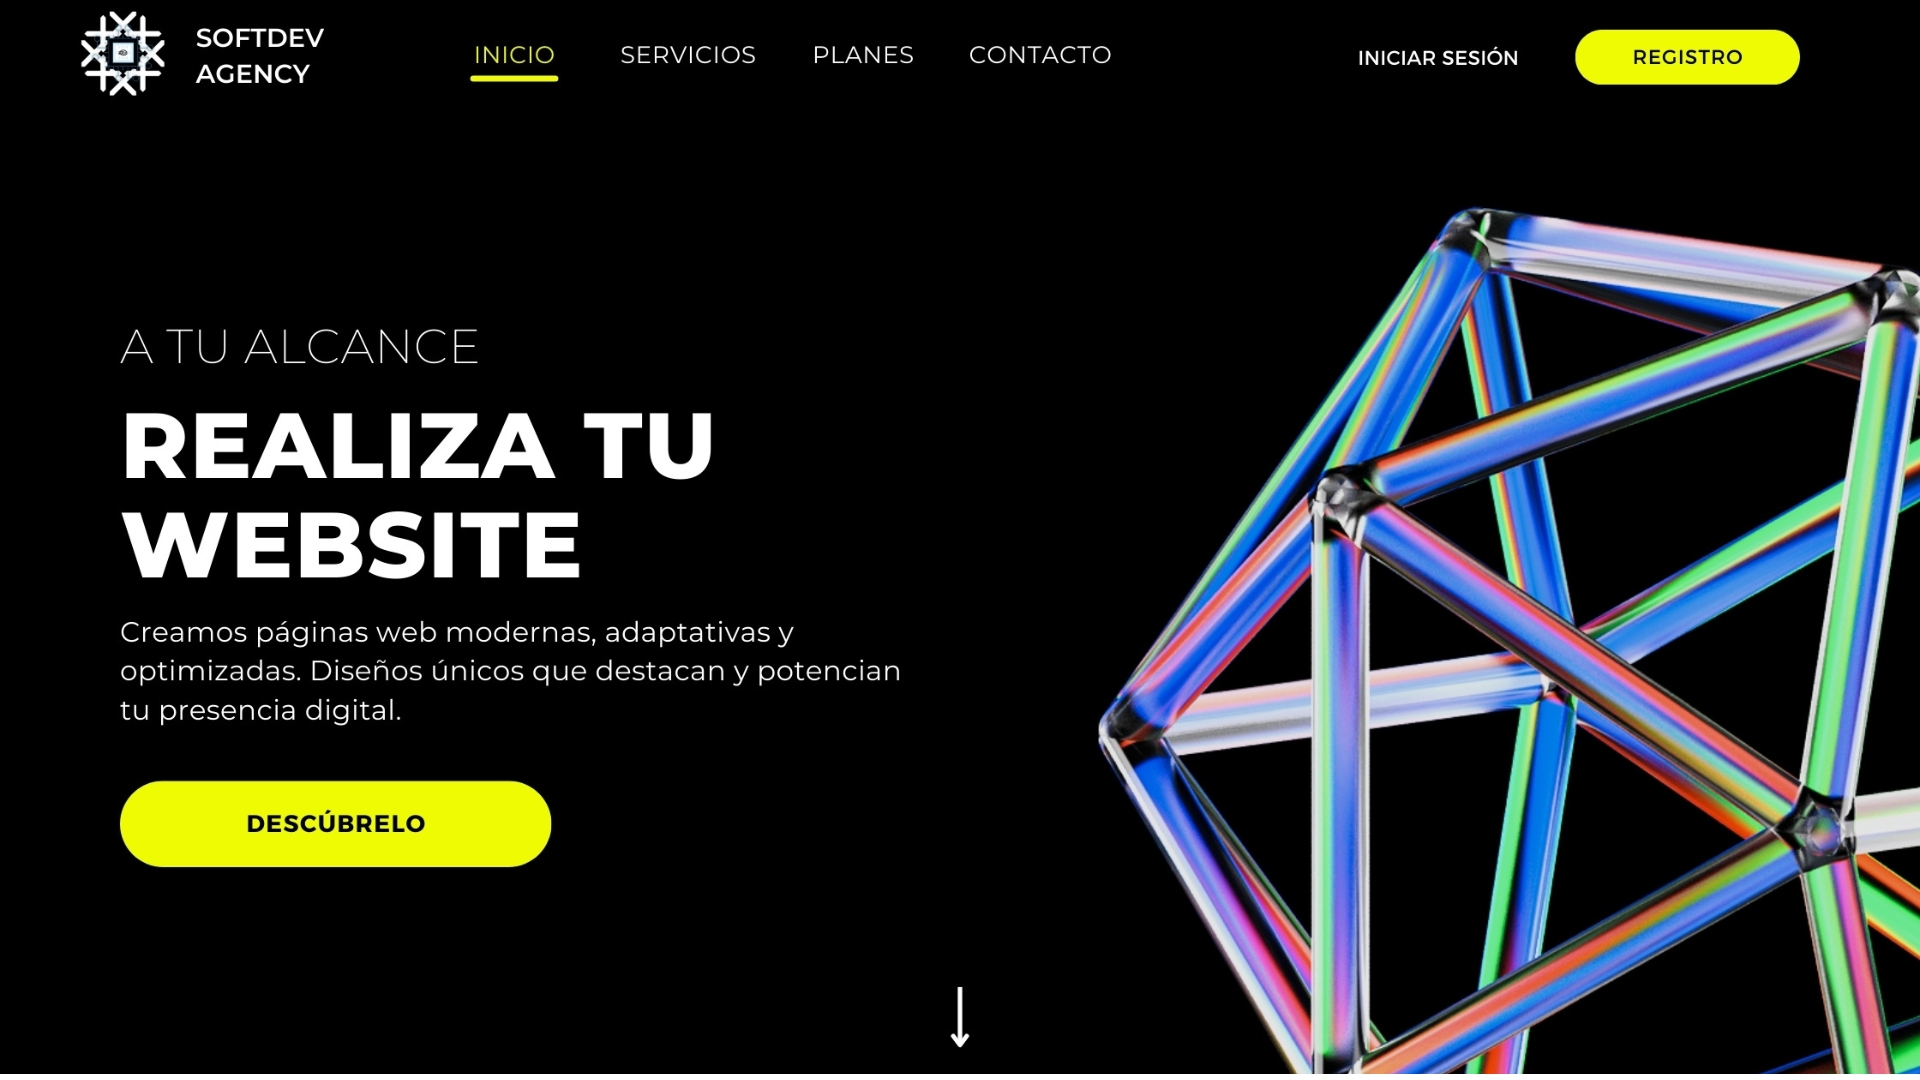 SOFTDEV
AGENCY
INICIO
SERVICIOS
PLANES
CONTACTO
INICIAR SESIÓN
REGISTRO
A TU ALCANCE
REALIZA TU
WEBSITE
Creamos páginas web modernas, adaptativas y
optimizadas. Diseños únicos que destacan y potencian
tu presencia digital.
DESCÚBRELO